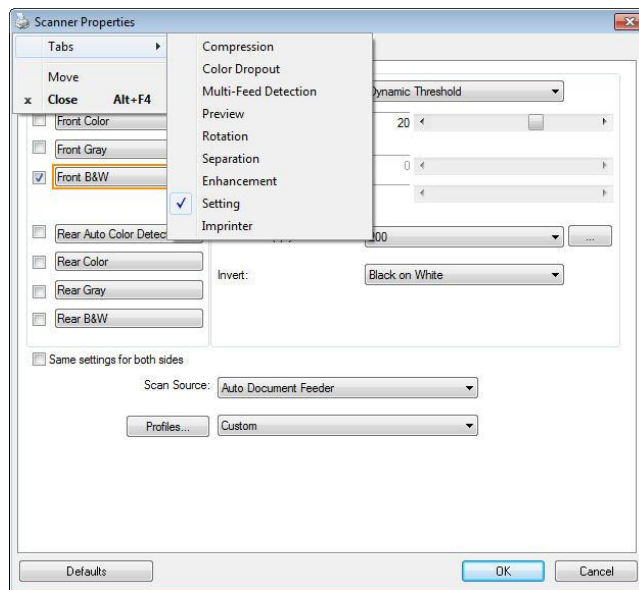 Scanner Properties
Tabs
Move
x Close Alt+F4
Compression
Color Dropout
Multi-Feed Detection
Preview
Rotation
Separation
Enhancement
Setting
Imprinter
Dynamic Threshold
Front Color
20
Front Gray
0
Front B&W
Rear Auto Color Detec
200
...
Rear Color
Invert: Black on White
Rear Gray
Rear B&W
Same settings for both sides
Scan Source: Auto Document Feeder
Profiles... Custom
Defaults OK Cancel